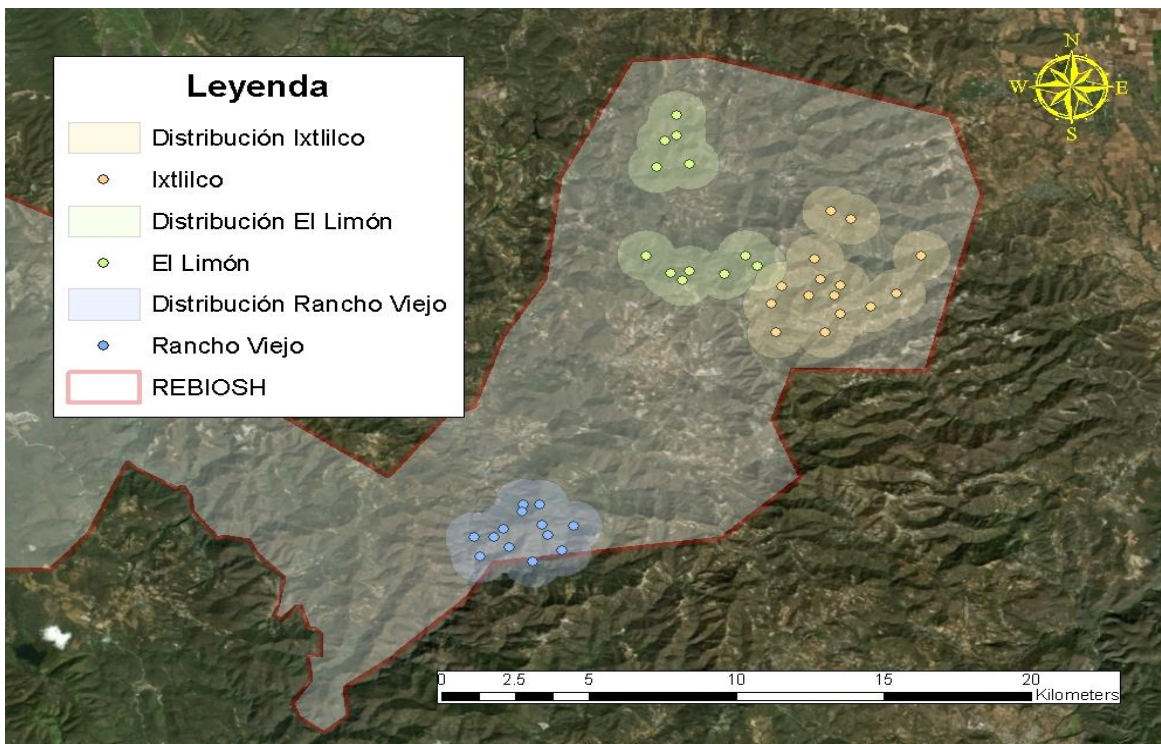 Leyenda
Distribución Ixtlilco
Ixtlilco
Distribución El Limón
El Limón
Distribución Rancho Viejo
Rancho Viejo
REBIOSH
N
W E
S
0 2.5 5 10 15 20
Kilometers